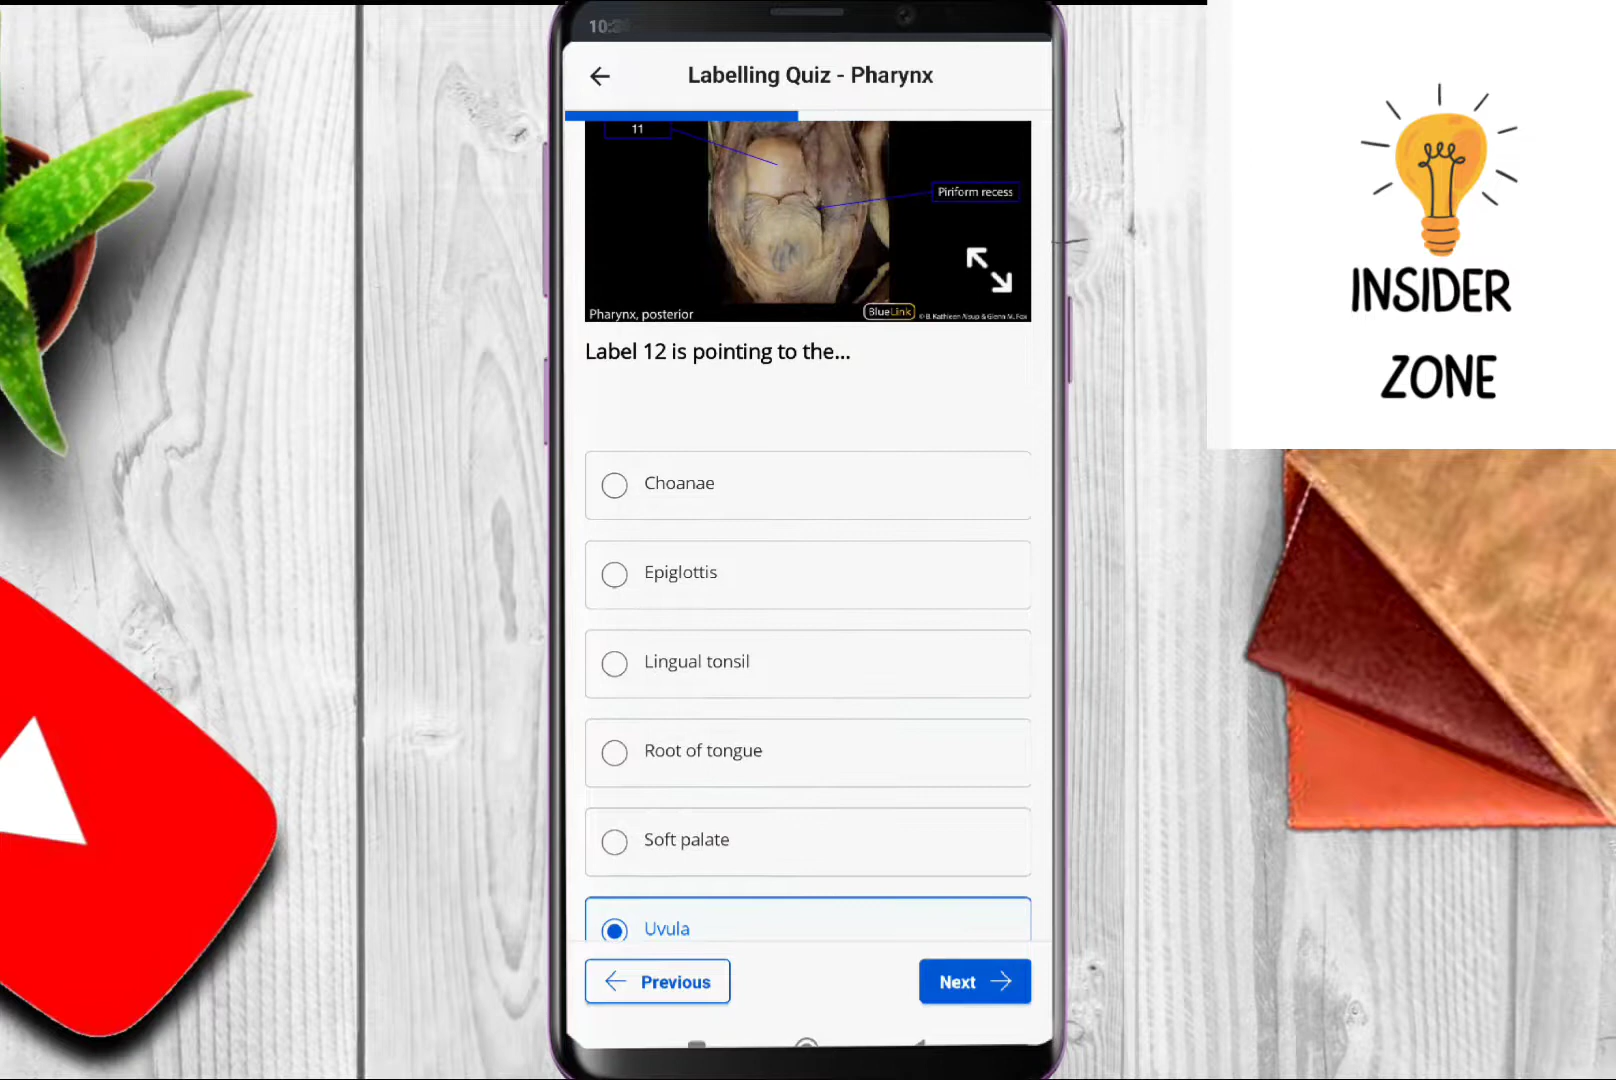 Labelling Quiz - Pharynx
11
Piriform recess
Pharynx, posterior
BlueLink
Label 12 is pointing to the...
Choanae
Epiglottis
Lingual tonsil
Root of tongue
Soft palate
Uvula
Previous
Next
INSIDER
ZONE